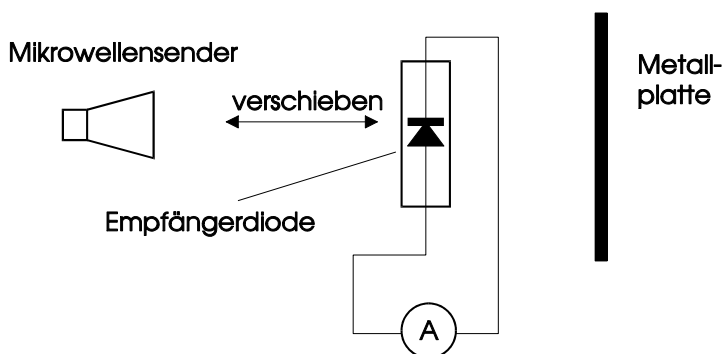 Mikrowellensender
verschieben
Metall-
platte
Empfängerdiode
A